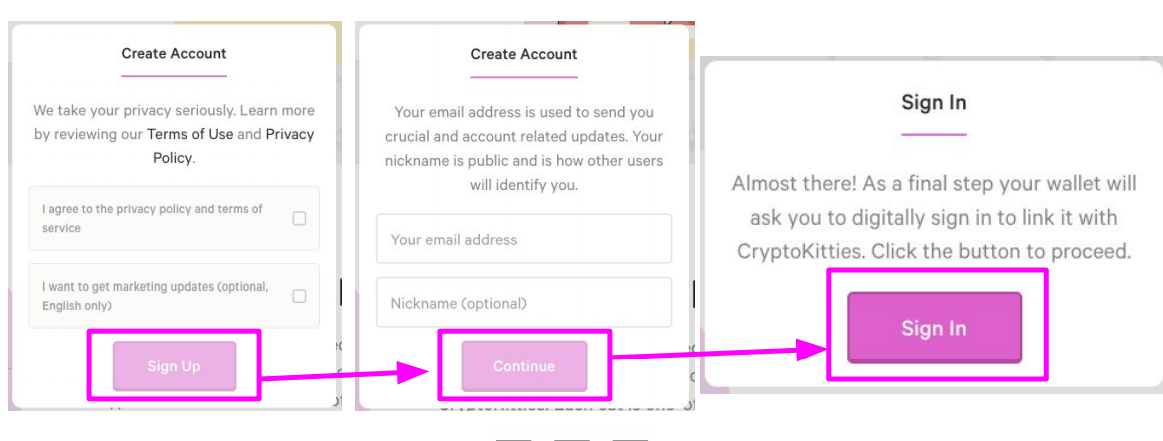 Create Account
We take your privacy seriously. Learn more
by reviewing our Terms of Use and Privacy
Policy.
I agree to the privacy policy and terms of
service
I want to get marketing updates (optional,
English only)
Sign Up
Create Account
Your email address is used to send you
crucial and account related updates. Your
nickname is public and is how other users
will identify you.
Your email address
Nickname (optional)
Continue
Sign In
Almost there! As a final step your wallet will
ask you to digitally sign in to link it with
CryptoKitties. Click the button to proceed.
Sign In